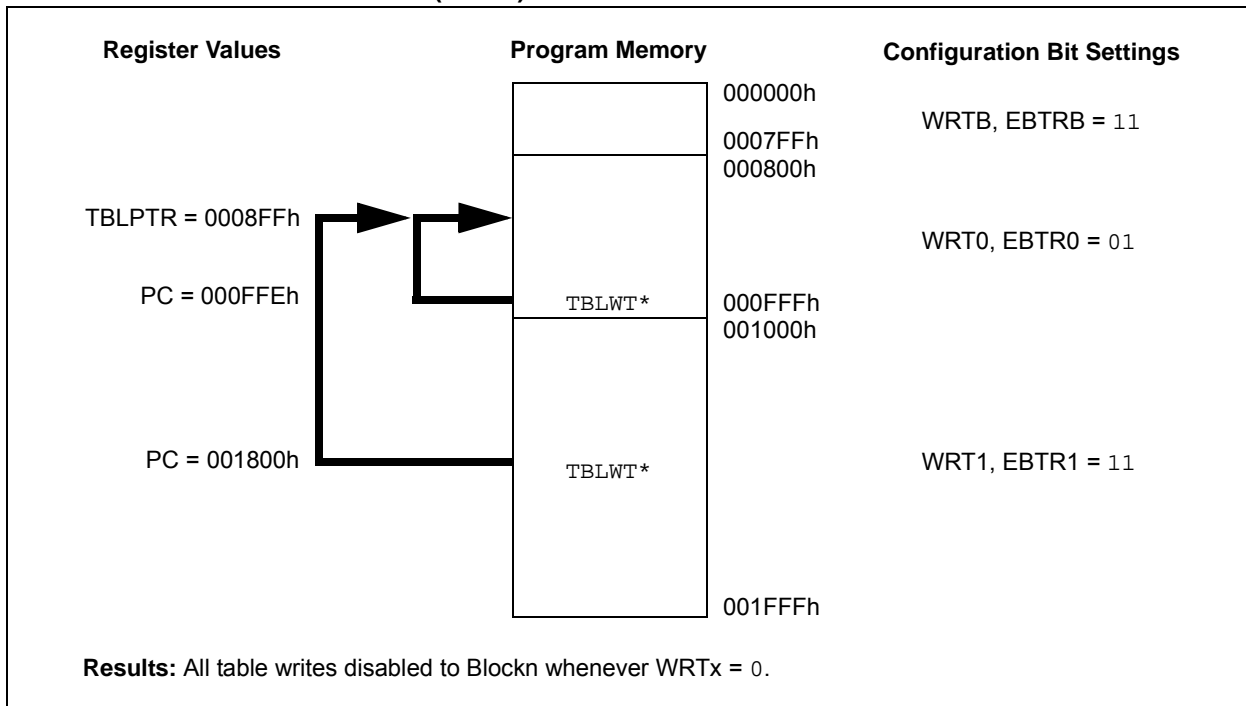 Register Values Program Memory Configuration Bit Settings
000000h
WRTB, EBTRB = 11
0007FFh
000800h
TBLPTR = 0008FFh
WRT0, EBTR0 = 01
PC = 000FFEh TBLWT* 000FFFh
001000h
PC = 001800h TBLWT* WRT1, EBTR1 = 11
001FFFh
Results: All table writes disabled to Blockn whenever WRTx = 0.